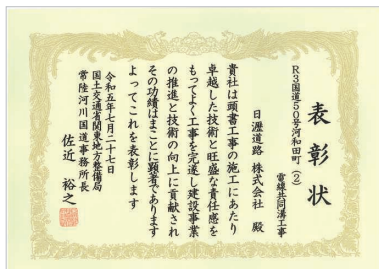 表彰状
R3国道50号河和田町(2)
電線共同溝工事
日瀝道路 株式会社 殿
貴社は頭書工事の施工にあたり
卓越した技術と旺盛な責任感を
もってよく工事を完遂し建設事業
の推進と技術の向上に貢献され
その功績はまことに顕著であります
よってこれを表彰します
令和五年七月二十七日
国土交通省関東地方整備局
常陸河川国道事務所長
佐近 裕之